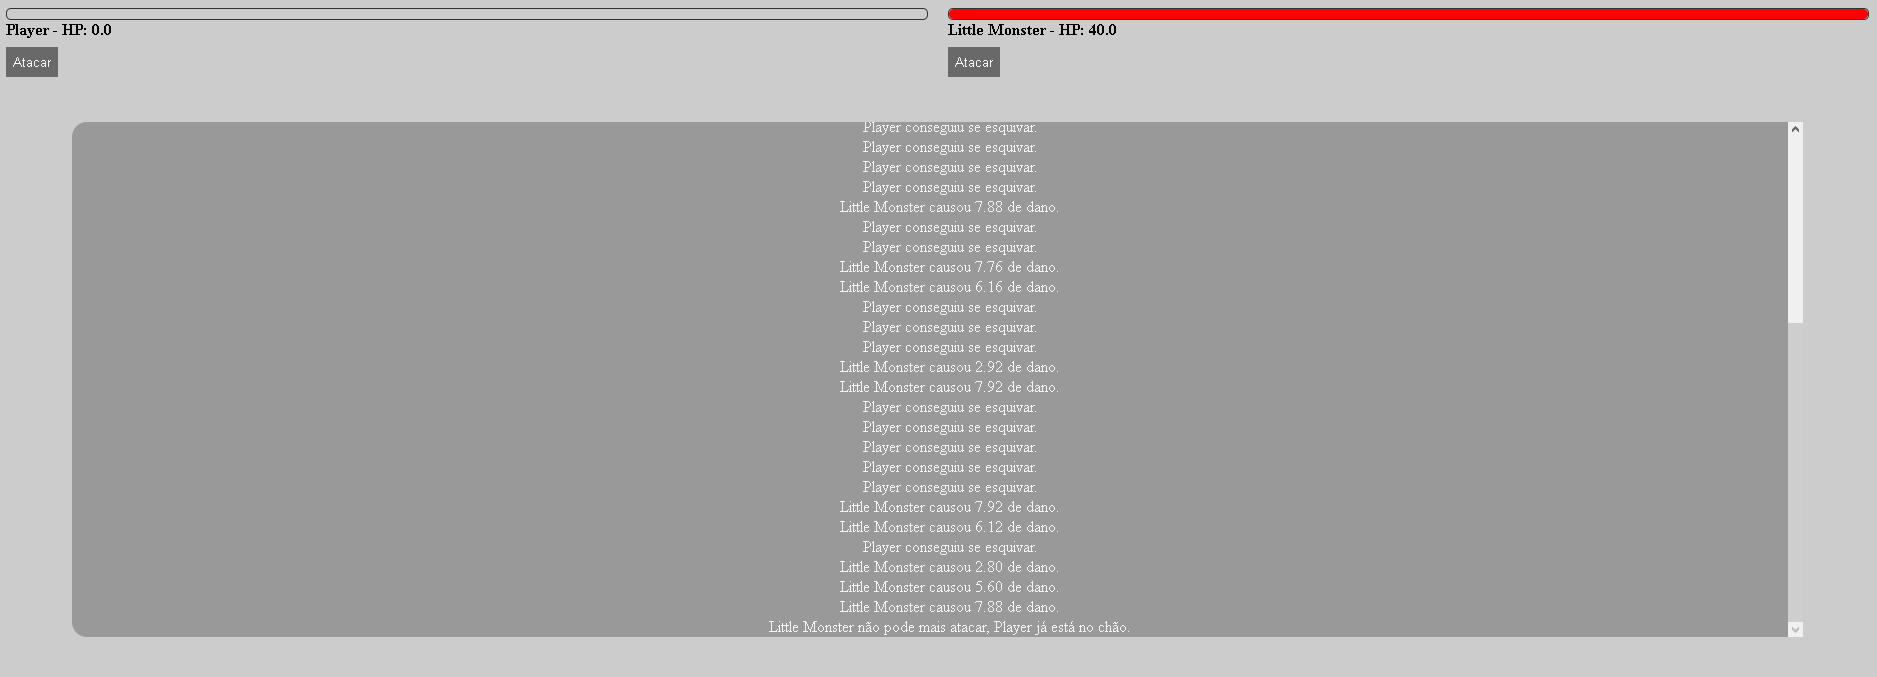 Player - HP: 0.0
Little Monster - HP: 40.0
Atacar
Atacar
Player conseguiu se esquivar.
Player conseguiu se esquivar.
Player conseguiu se esquivar.
Player conseguiu se esquivar.
Little Monster causou 7.88 de dano.
Player conseguiu se esquivar.
Player conseguiu se esquivar.
Little Monster causou 7.76 de dano.
Little Monster causou 6.16 de dano.
Player conseguiu se esquivar.
Player conseguiu se esquivar.
Player conseguiu se esquivar.
Little Monster causou 2.92 de dano.
Little Monster causou 7.92 de dano.
Player conseguiu se esquivar.
Player conseguiu se esquivar.
Player conseguiu se esquivar.
Player conseguiu se esquivar.
Player conseguiu se esquivar.
Little Monster causou 7.92 de dano.
Little Monster causou 6.12 de dano.
Player conseguiu se esquivar.
Little Monster causou 2.80 de dano.
Little Monster causou 5.60 de dano.
Little Monster causou 7.88 de dano.
Little Monster não pode mais atacar, Player já está no chão.